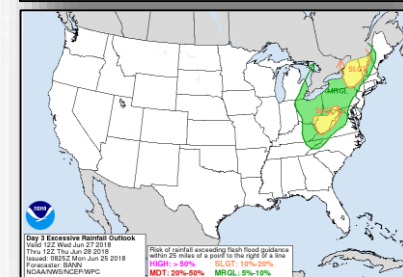 SLGT
MRGL
NOAA
Day 3 Excessive Rainfall Outlook
Valid 12Z Wed Jun 27 2018
Thru 12Z Thu Jun 28 2018
Issued: 0825Z Mon Jun 25 2018
Forecaster: BANN
NOAA/NWS/NCEP/WPC
Risk of rainfall exceeding flash flood guidance
within 25 miles of a point to the right of a line
HIGH: > 50% SLGT: 10%-20%
MDT: 20%-50% MRGL: 5%-10%